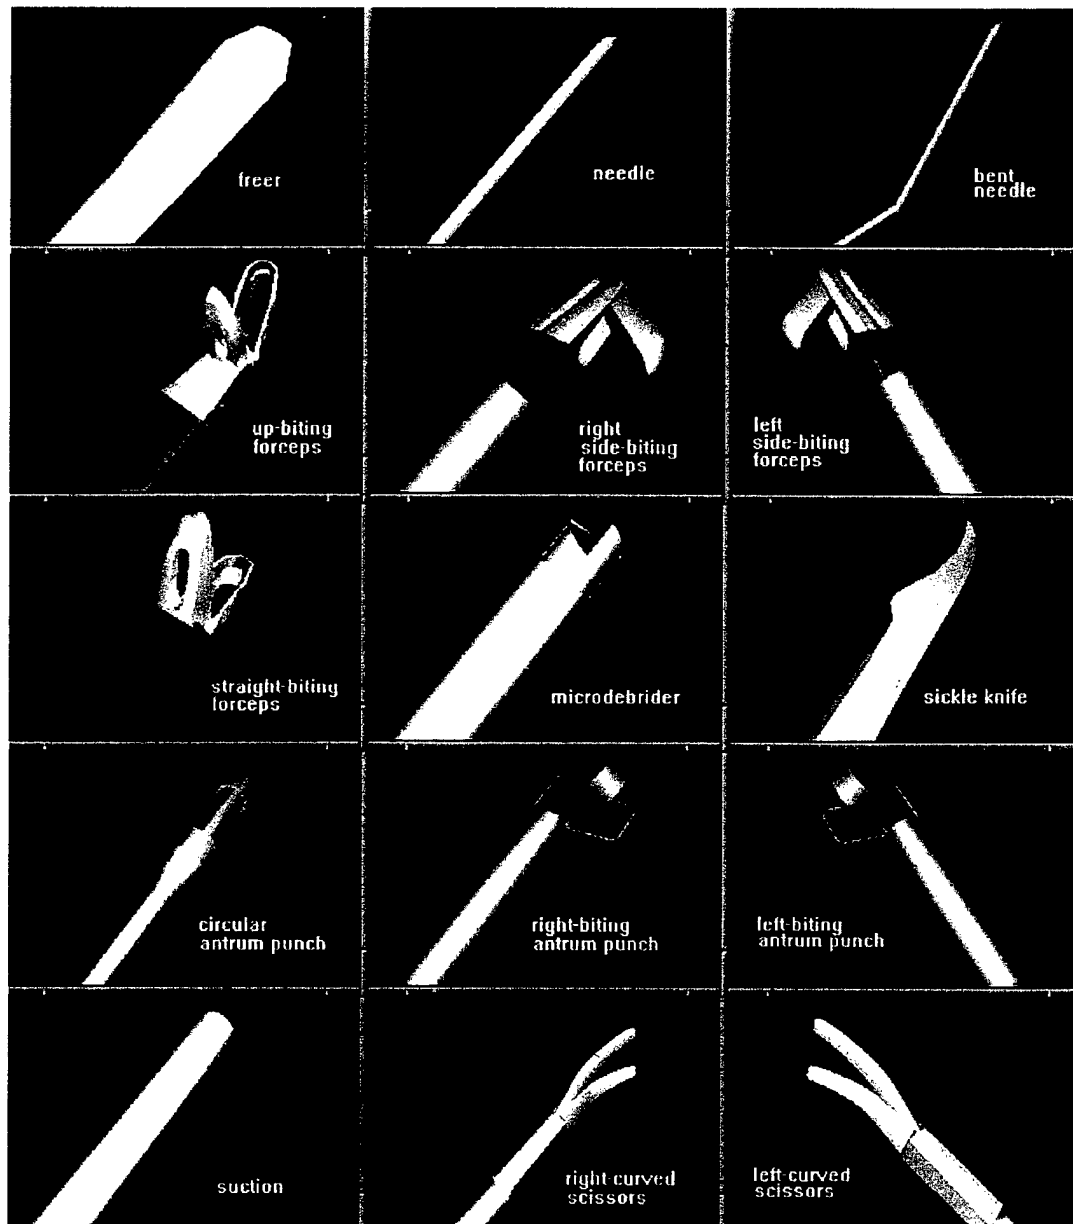 freer
needle
bent
needle
up-biting
forceps
right
side-biting
forceps
left
side-biting
forceps
straight-biting
forceps
microdebrider
sickle knife
circular
antrum punch
right-biting
antrum punch
left-biting
antrum punch
suction
right-curved
scissors
left-curved
scissors